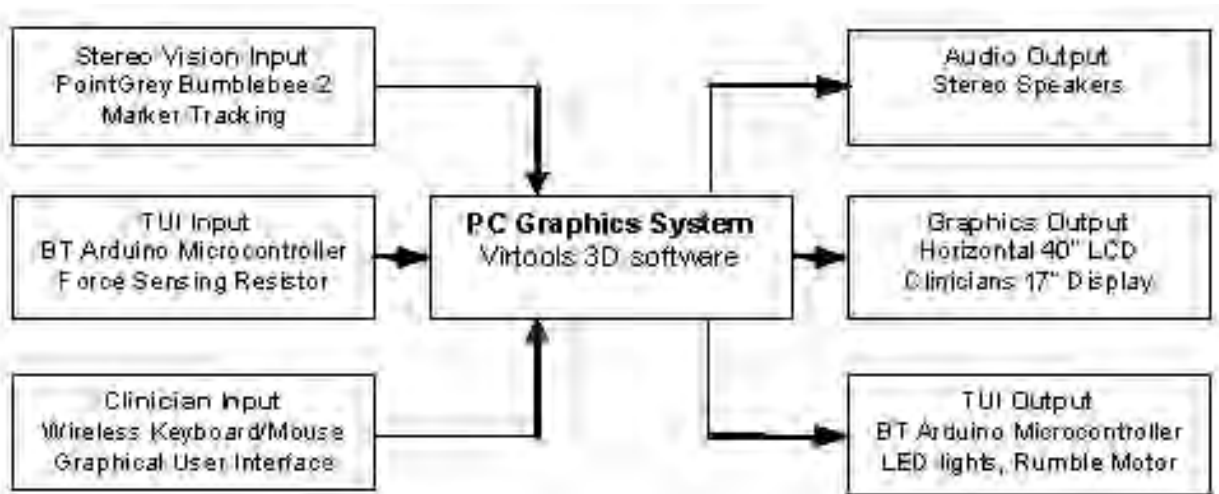 Stereo Vision Input
PointGrey Bumblebee 2
Marker Tracking
TUI Input
BT Arduino Microcontroller
Force Sensing Resistor
Clinician Input
Wireless Keyboard/Mouse
Graphical User Interface
PC Graphics System
Virtools 3D software
Audio Output
Stereo Speakers
Graphics Output
Horizontal 40" LCD
Clinicians 17" Display
TUI Output
BT Arduino Microcontroller
LED lights, Rumble Motor